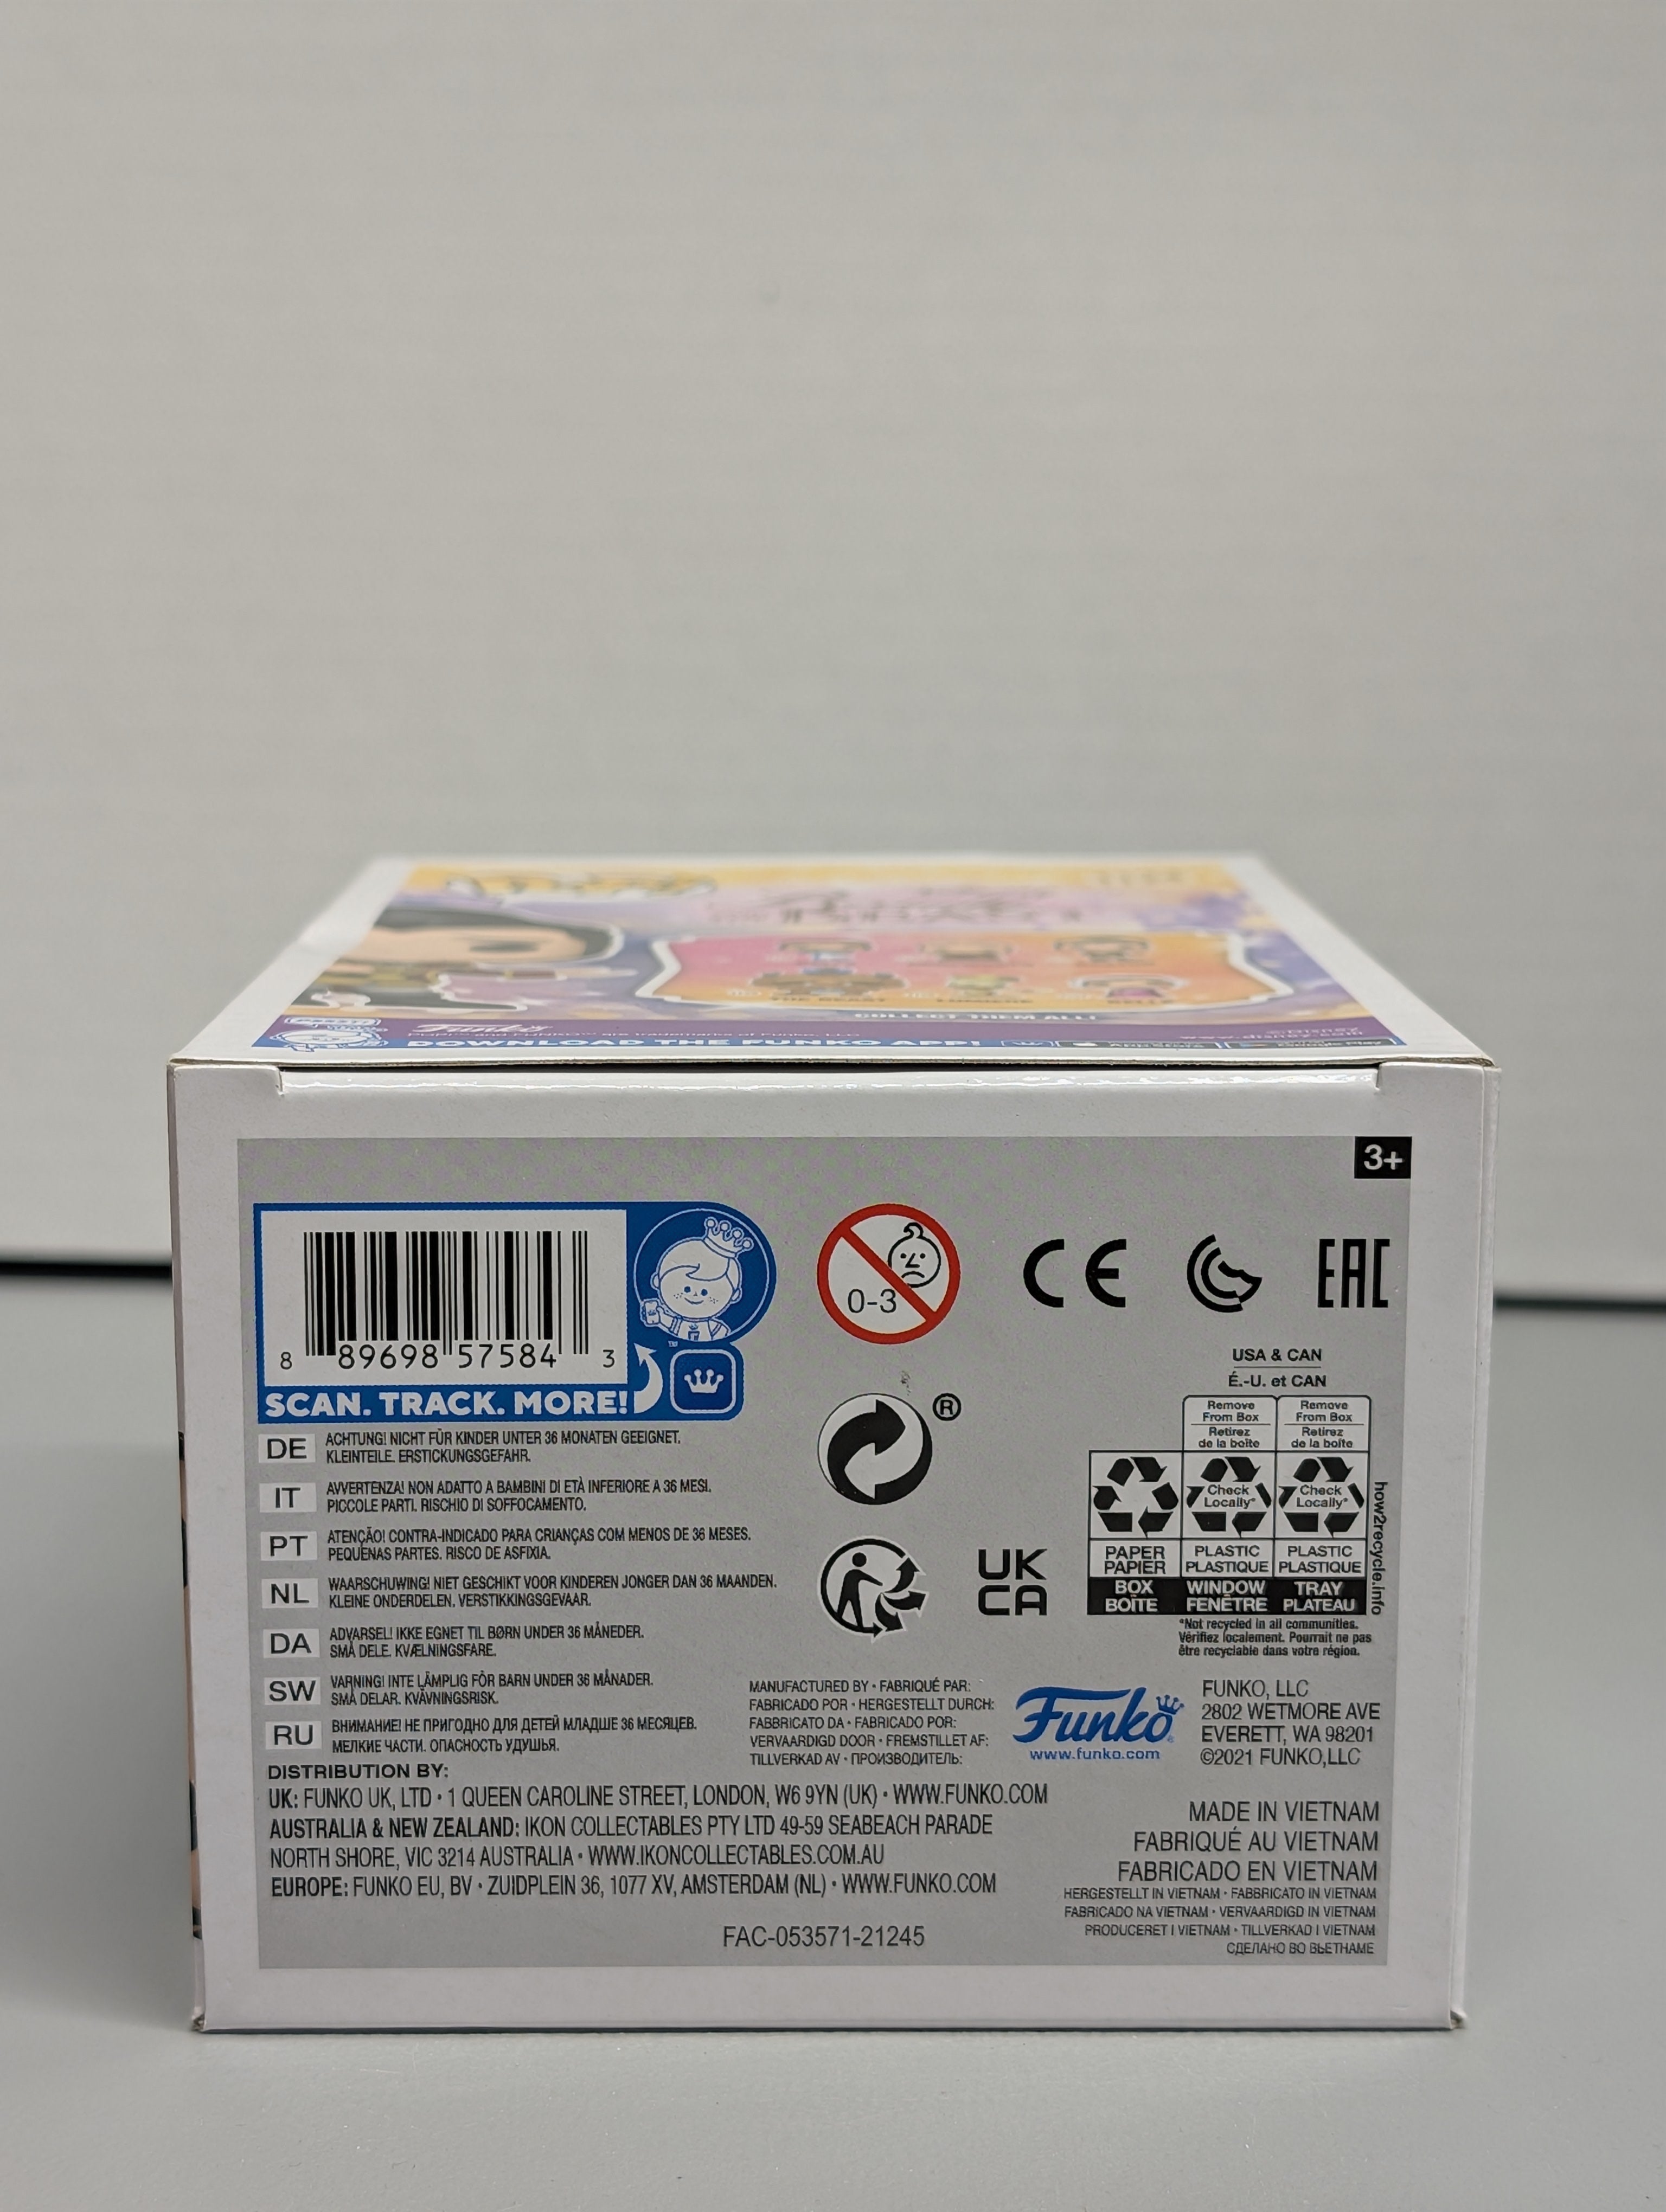 THE BEAST
COLLECT THEM ALL!
Funko
DOWNLOAD THE FUNKO APP!
3+
8 89698 57584 3
SCAN. TRACK. MORE!
™
0-3
CE
EAC
USA & CAN
É.-U. et CAN
®
Remove From Box Retirez de la boîte
Remove From Box Retirez de la boîte
Check Locally*
Check Locally*
PAPER PAPIER
PLASTIC PLASTIQUE
PLASTIC PLASTIQUE
BOX BOÎTE
WINDOW FENÊTRE
TRAY PLATEAU
how2recycle.info
*Not recycled in all communities.
Vérifiez localement. Pourrait ne pas
être recyclable dans votre région.
UK
CA
DE ACHTUNG! NICHT FÜR KINDER UNTER 36 MONATEN GEEIGNET.
KLEINTEILE. ERSTICKUNGSGEFAHR.
IT AVVERTENZA! NON ADATTO A BAMBINI DI ETÀ INFERIORE A 36 MESI.
PICCOLE PARTI. RISCHIO DI SOFFOCAMENTO.
PT ATENÇÃO! CONTRA-INDICADO PARA CRIANÇAS COM MENOS DE 36 MESES.
PEQUENAS PARTES. RISCO DE ASFIXIA.
NL WAARSCHUWING! NIET GESCHIKT VOOR KINDEREN JONGER DAN 36 MAANDEN.
KLEINE ONDERDELEN. VERSTIKKINGSGEVAAR.
DA ADVARSEL! IKKE EGNET TIL BØRN UNDER 36 MÅNEDER.
SMÅ DELE. KVÆLNINGSFARE.
SW VARNING! INTE LÄMPLIG FÖR BARN UNDER 36 MÅNADER.
SMÅ DELAR. KVÄVNINGSRISK.
RU ВНИМАНИЕ! НЕ ПРИГОДНО ДЛЯ ДЕТЕЙ МЛАДШЕ 36 МЕСЯЦЕВ.
МЕЛКИЕ ЧАСТИ. ОПАСНОСТЬ УДУШЬЯ.
MANUFACTURED BY • FABRIQUÉ PAR:
FABRICADO POR • HERGESTELLT DURCH:
FABBRICATO DA • FABRICADO POR:
VERVAARDIGD DOOR • FREMSTILLET AF:
TILLVERKAD AV • ПРОИЗВОДИТЕЛЬ:
Funko
www.funko.com
FUNKO, LLC
2802 WETMORE AVE
EVERETT, WA 98201
©2021 FUNKO,LLC
DISTRIBUTION BY:
UK: FUNKO UK, LTD • 1 QUEEN CAROLINE STREET, LONDON, W6 9YN (UK) • WWW.FUNKO.COM
AUSTRALIA & NEW ZEALAND: IKON COLLECTABLES PTY LTD 49-59 SEABEACH PARADE
NORTH SHORE, VIC 3214 AUSTRALIA • WWW.IKONCOLLECTABLES.COM.AU
EUROPE: FUNKO EU, BV • ZUIDPLEIN 36, 1077 XV, AMSTERDAM (NL) • WWW.FUNKO.COM
MADE IN VIETNAM
FABRIQUÉ AU VIETNAM
FABRICADO EN VIETNAM
HERGESTELLT IN VIETNAM • FABBRICATO IN VIETNAM
FABRICADO NA VIETNAM • VERVAARDIGD IN VIETNAM
PRODUCERET I VIETNAM • TILLVERKAD I VIETNAM
СДЕЛАНО ВО ВЬЕТНАМЕ
FAC-053571-21245